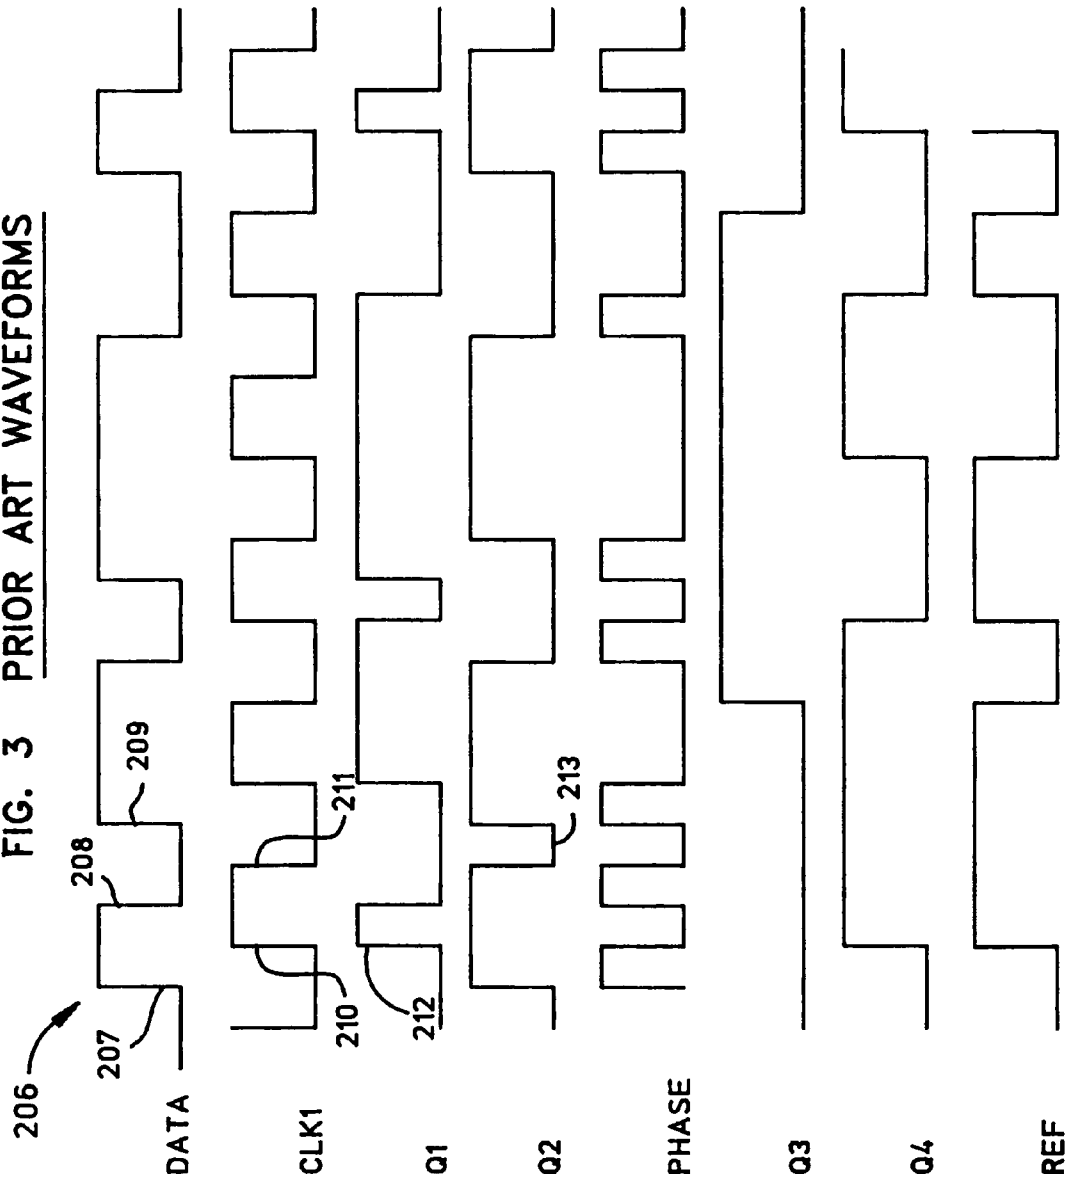 FIG. 3 PRIOR ART WAVEFORMS
206
207
208
209
DATA
210
211
CLK1
212
Q1
213
Q2
PHASE
Q3
Q4
REF